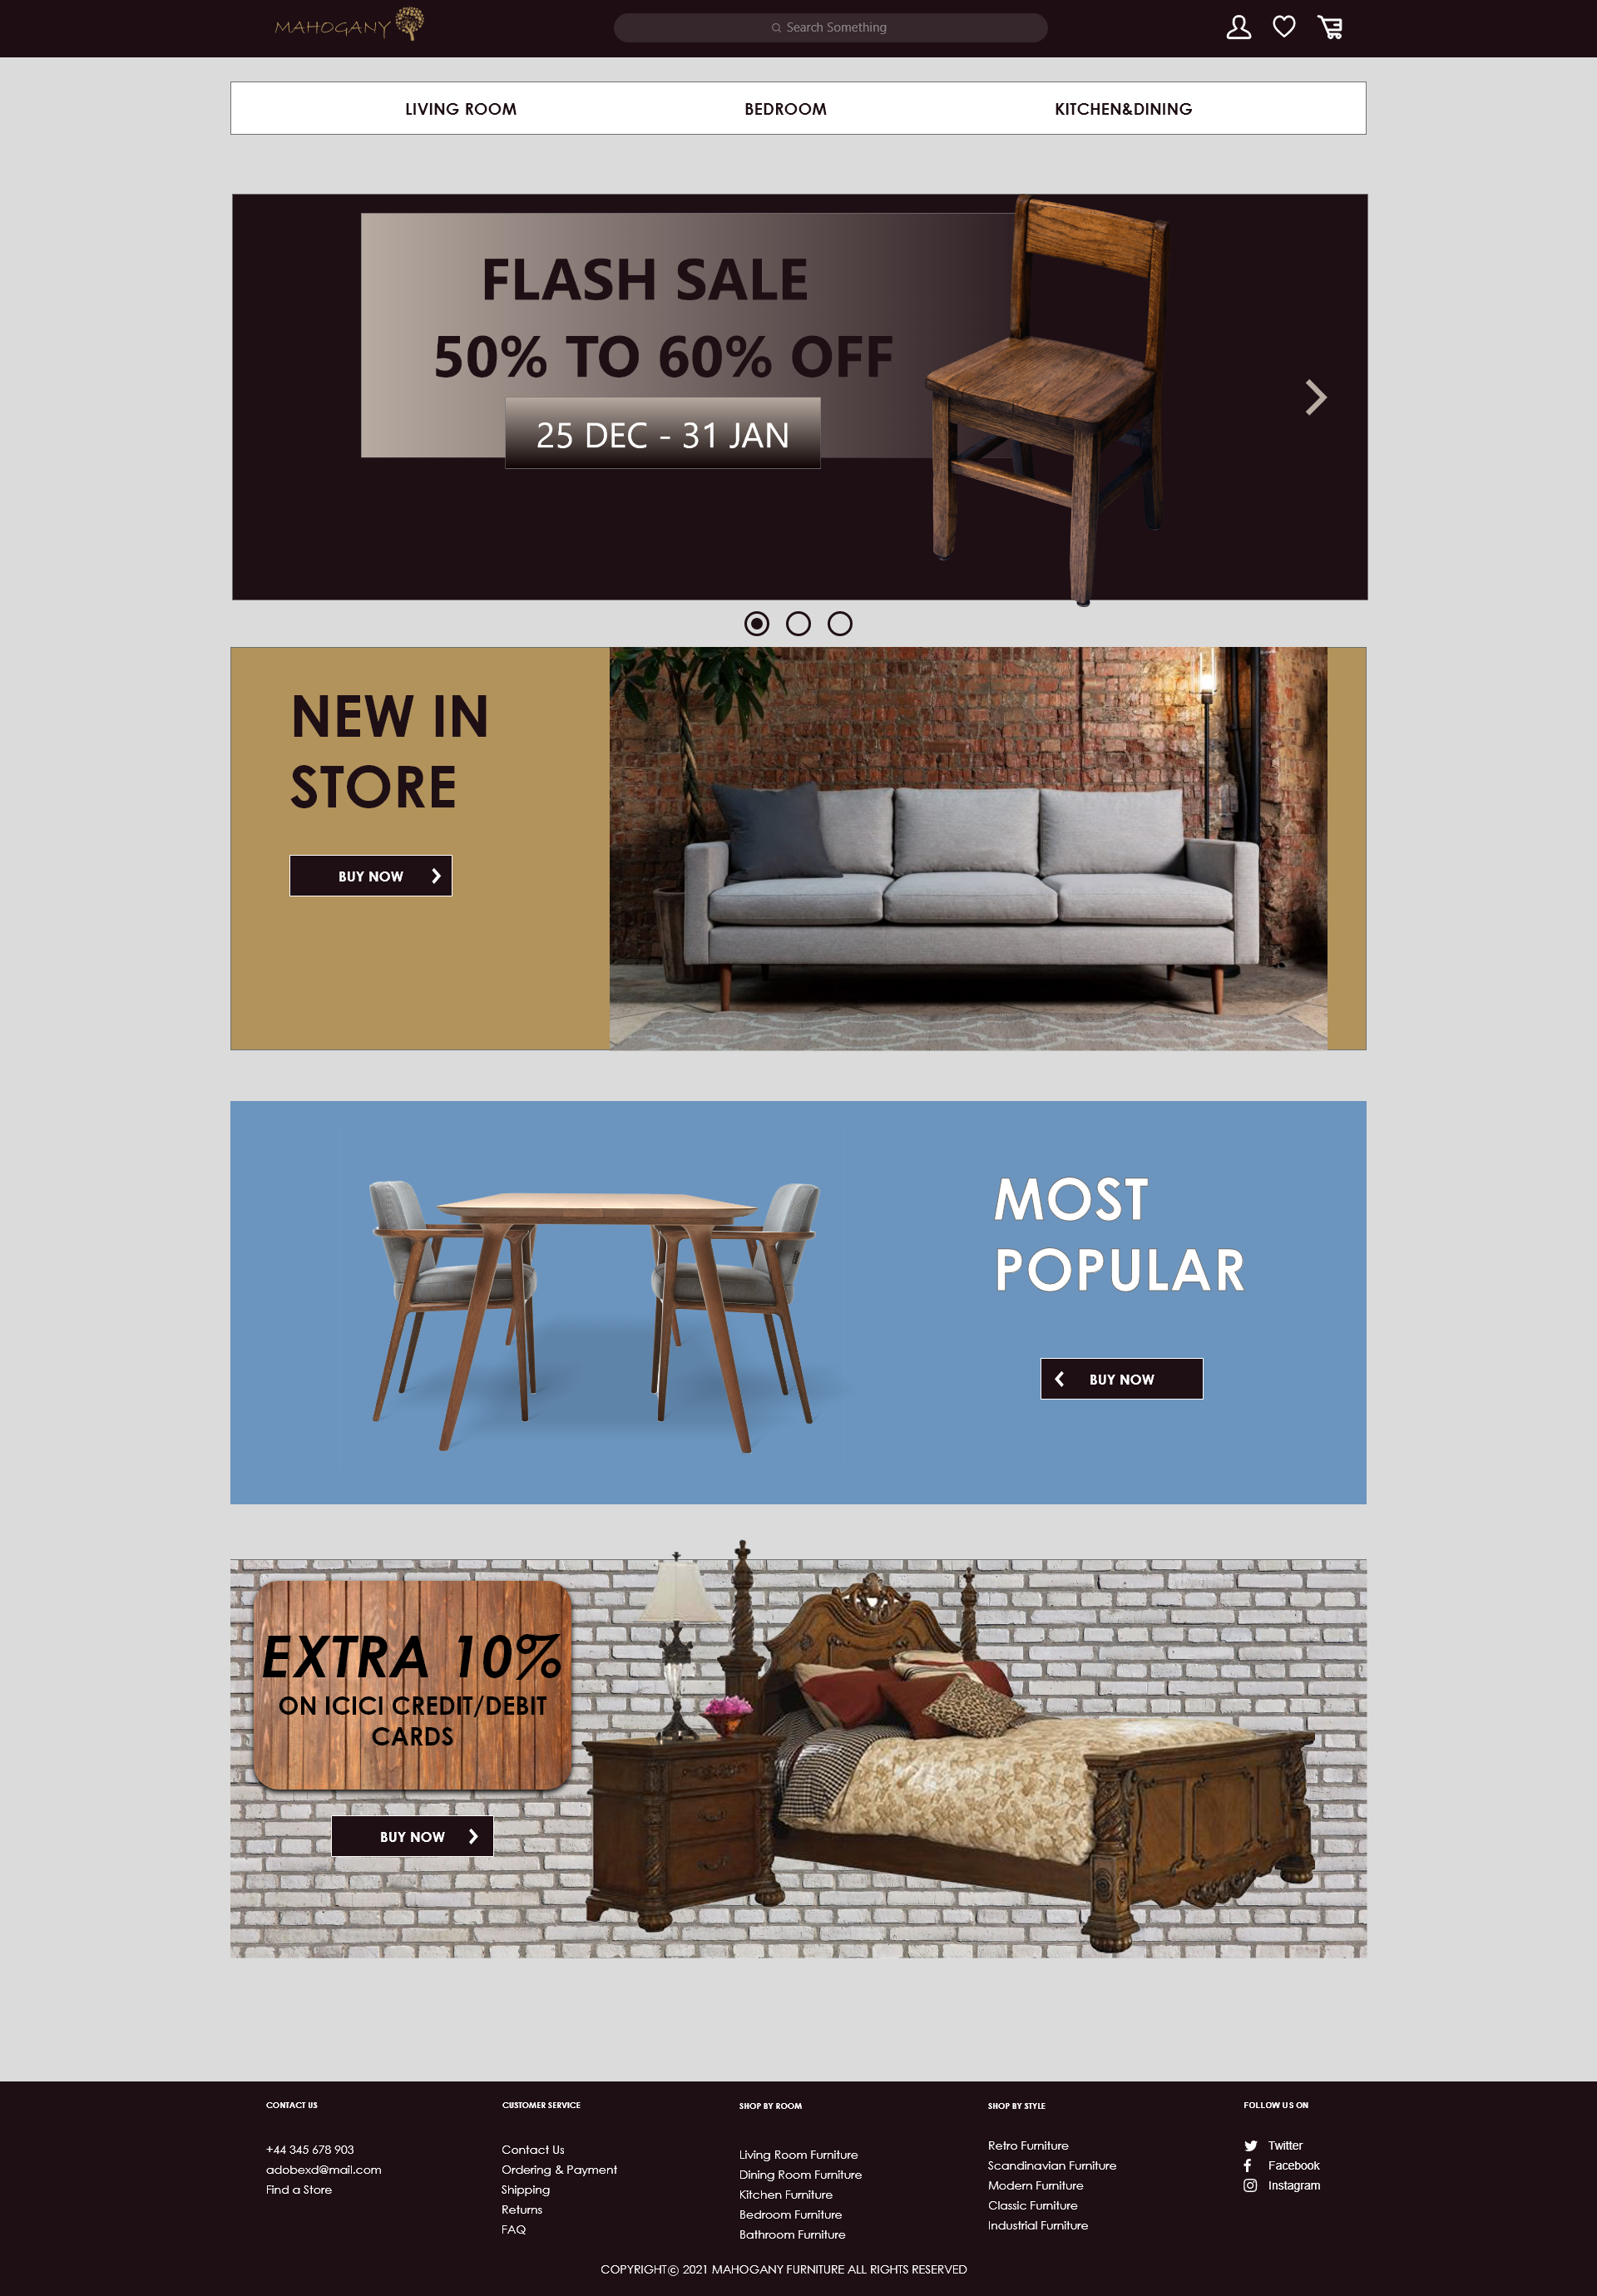 MAHOGANY
Search Something
LIVING ROOM
BEDROOM
KITCHEN&DINING
FLASH SALE
50% TO 60% OFF
25 DEC - 31 JAN
NEW IN
STORE
BUY NOW
MOST
POPULAR
BUY NOW
EXTRA 10%
ON ICICI CREDIT/DEBIT
CARDS
BUY NOW
CONTACT US
+44 345 678 903
adobexd@mail.com
Find a Store
CUSTOMER SERVICE
Contact Us
Ordering & Payment
Shipping
Returns
FAQ
SHOP BY ROOM
Living Room Furniture
Dining Room Furniture
Kitchen Furniture
Bedroom Furniture
Bathroom Furniture
SHOP BY STYLE
Retro Furniture
Scandinavian Furniture
Modern Furniture
Classic Furniture
Industrial Furniture
FOLLOW US ON
Twitter
Facebook
Instagram
COPYRIGHT© 2021 MAHOGANY FURNITURE ALL RIGHTS RESERVED